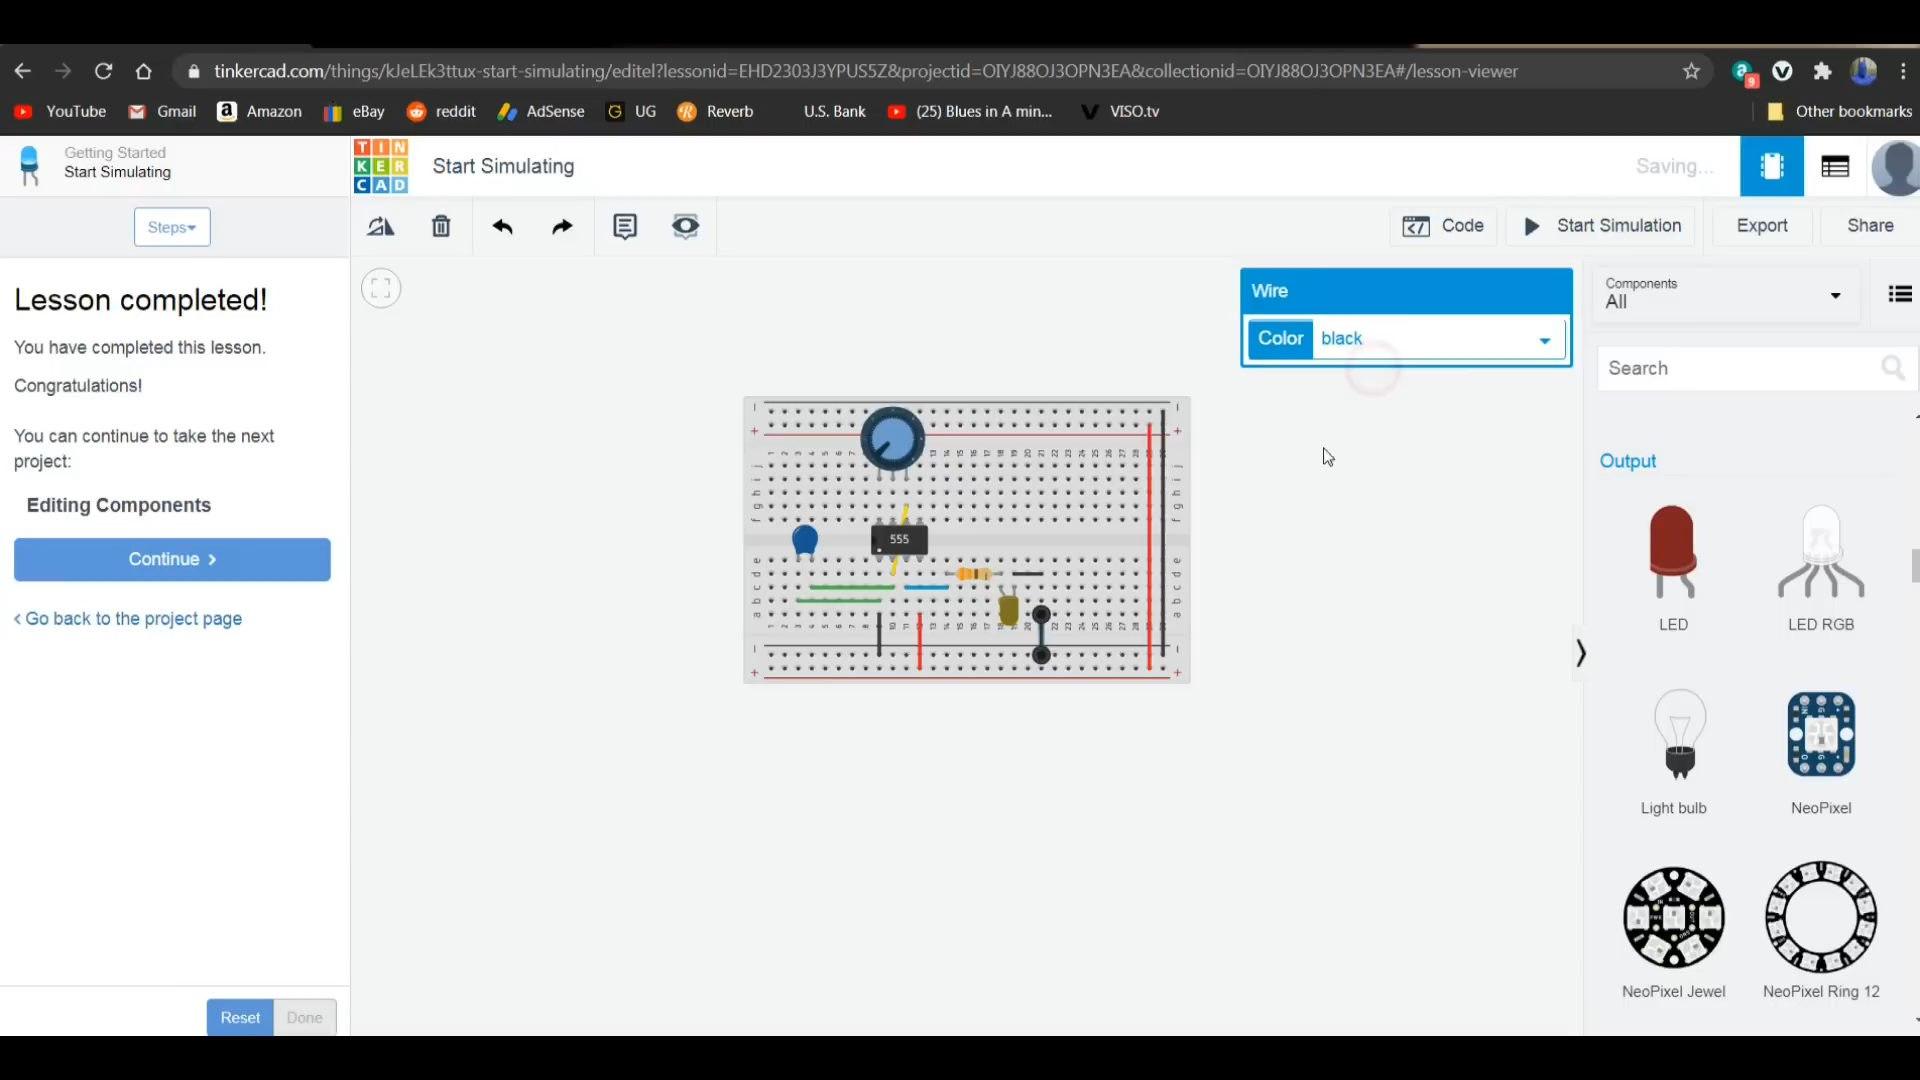 tinkercad.com/things/kJeLEk3ttux-start-simulating/editel?lessonid=EHD2303J3YPUS5Z&projectid=OIYJ88OJ3OPN3EA&collectionid=OIYJ88OJ3OPN3EA#/lesson-viewer
YouTube Gmail Amazon eBay reddit AdSense UG Reverb U.S. Bank (25) Blues in A min... VISO.tv Other bookmarks
Getting Started
Start Simulating
TINKERCAD
Start Simulating
Saving...
Steps
Code
Start Simulation
Export
Share
Lesson completed!
You have completed this lesson.
Congratulations!
You can continue to take the next
project:
Editing Components
Continue
Go back to the project page
Reset
Done
Wire
Color black
555
Components
All
Search
Output
LED
LED RGB
Light bulb
NeoPixel
NeoPixel Jewel
NeoPixel Ring 12